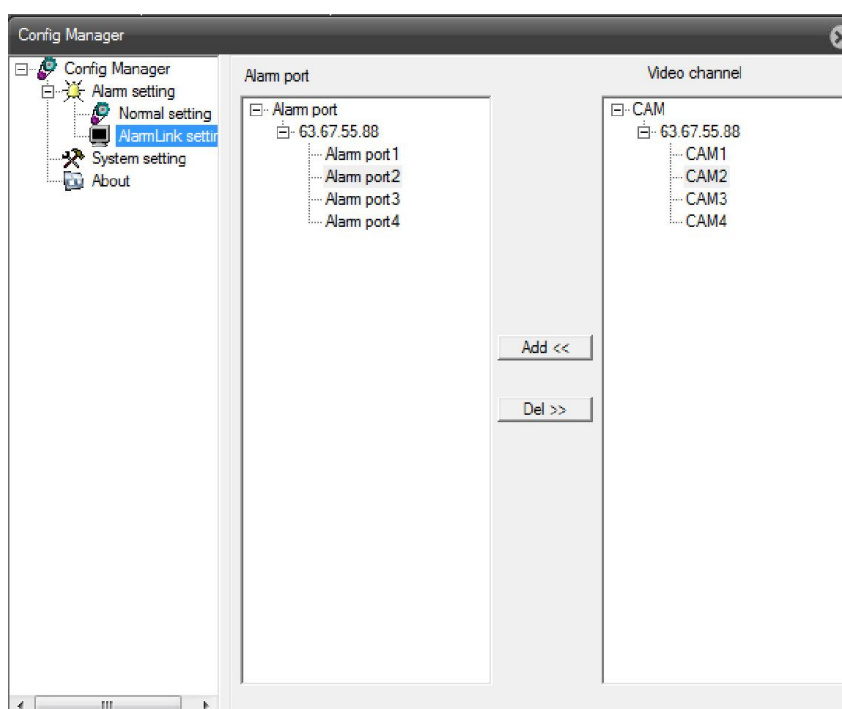 Config Manager
Config Manager
Alarm setting
Normal setting
AlarmLink settin
System setting
About
Alarm port
Alarm port
63.67.55.88
Alarm port1
Alarm port2
Alarm port3
Alarm port4
Add <<
Del >>
Video channel
CAM
63.67.55.88
CAM1
CAM2
CAM3
CAM4